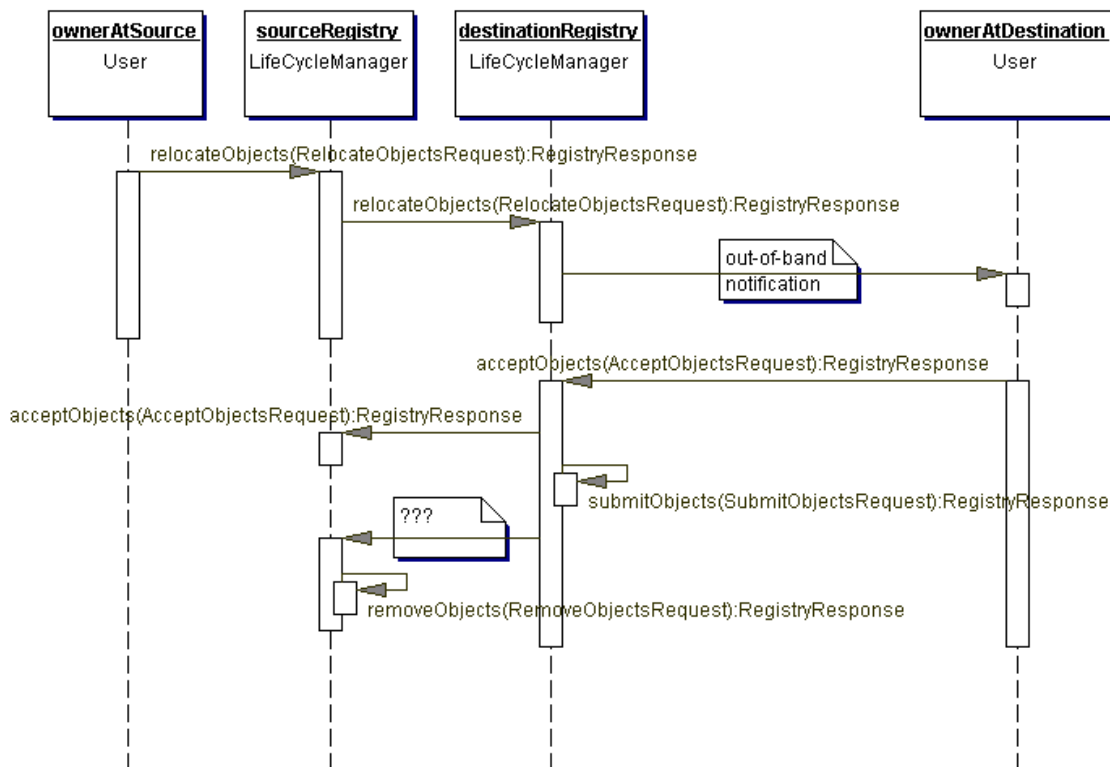 ownerAtSource
User
sourceRegistry
LifeCycleManager
destinationRegistry
LifeCycleManager
ownerAtDestination
User
relocateObjects(RelocateObjectsRequest):RegistryResponse
relocateObjects(RelocateObjectsRequest):RegistryResponse
out-of-band
notification
acceptObjects(AcceptObjectsRequest):RegistryResponse
acceptObjects(AcceptObjectsRequest):RegistryResponse
submitObjects(SubmitObjectsRequest):RegistryResponse
???
removeObjects(RemoveObjectsRequest):RegistryResponse